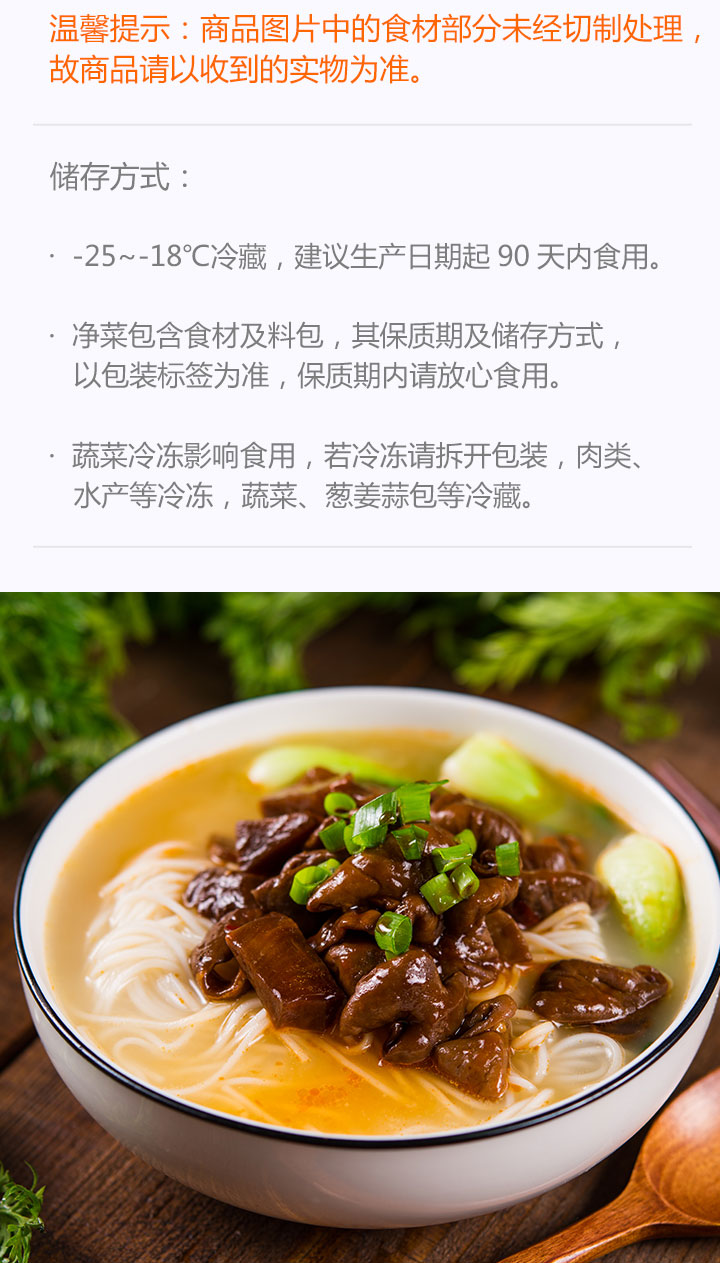 温馨提示：商品图片中的食材部分未经切制处理，
故商品请以收到的实物为准。
储存方式：
· -25~-18℃冷藏，建议生产日期起 90 天内食用。
· 净菜包含食材及料包，其保质期及储存方式，
以包装标签为准，保质期内请放心食用。
· 蔬菜冷冻影响食用，若冷冻请拆开包装，肉类、
水产等冷冻，蔬菜、葱姜蒜包等冷藏。